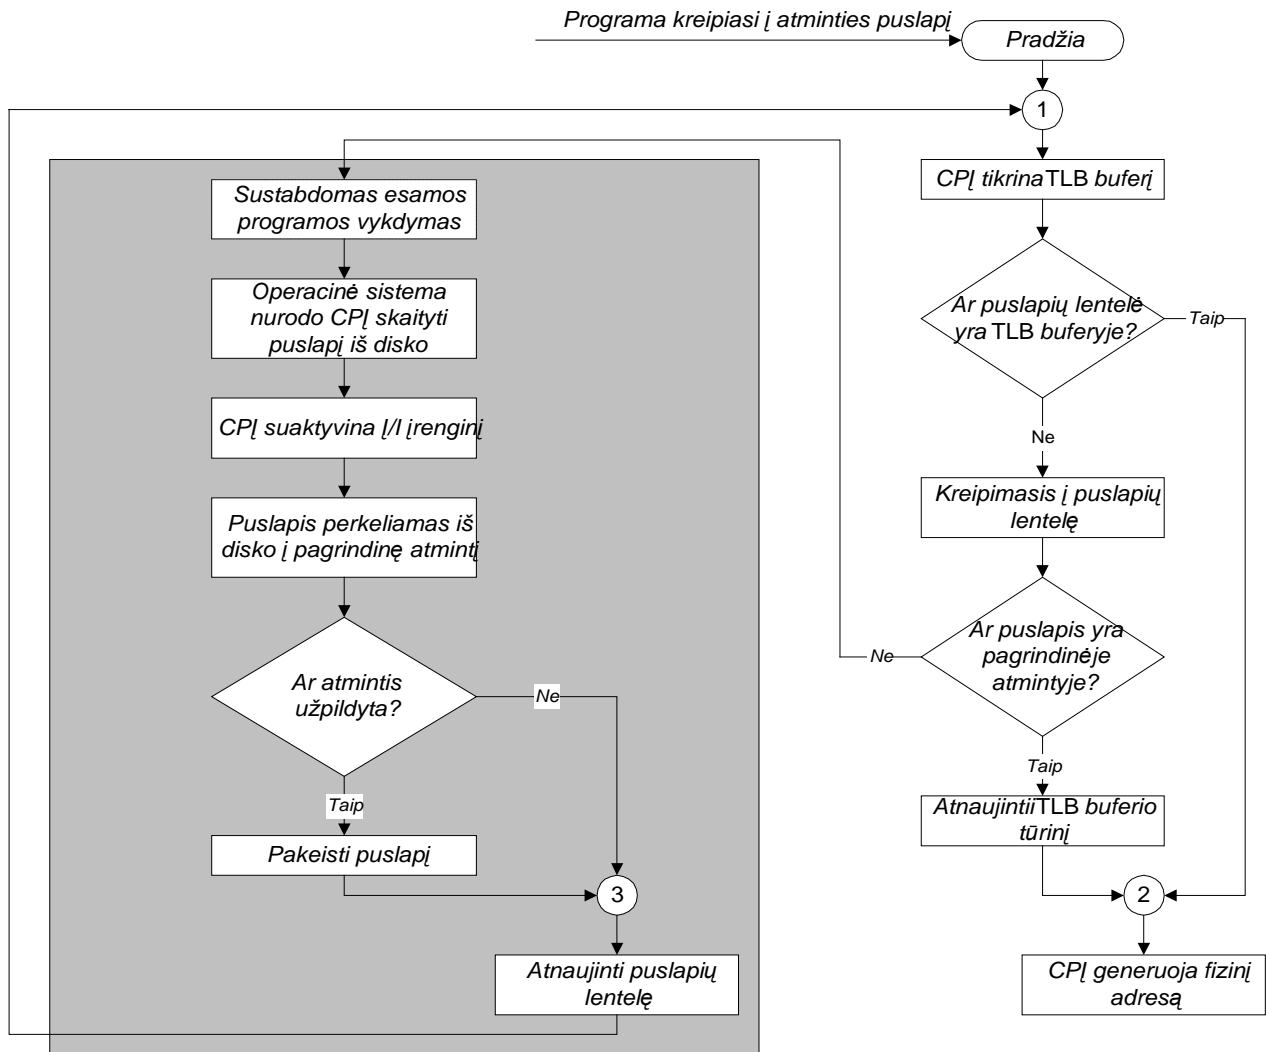 Programa kreipiasi į atminties puslapį
Pradžia
1
CPĮ tikrina TLB buferį
Ar puslapių lentelė
yra TLB buferyje?
Taip
Ne
Kreipimasis į puslapių
lentelę
Ar puslapis yra
pagrindinėje
atmintyje?
Ne
Taip
Atnaujintii TLB buferio
tūrinį
2
CPĮ generuoja fizinį
adresą
Sustabdomas esamos
programos vykdymas
Operacinė sistema
nurodo CPĮ skaityti
puslapį iš disko
CPĮ suaktyvina Į/I įrenginį
Puslapis perkeliamas iš
disko į pagrindinę atmintį
Ar atmintis
užpildyta?
Ne
Taip
Pakeisti puslapį
3
Atnaujinti puslapių
lentelę